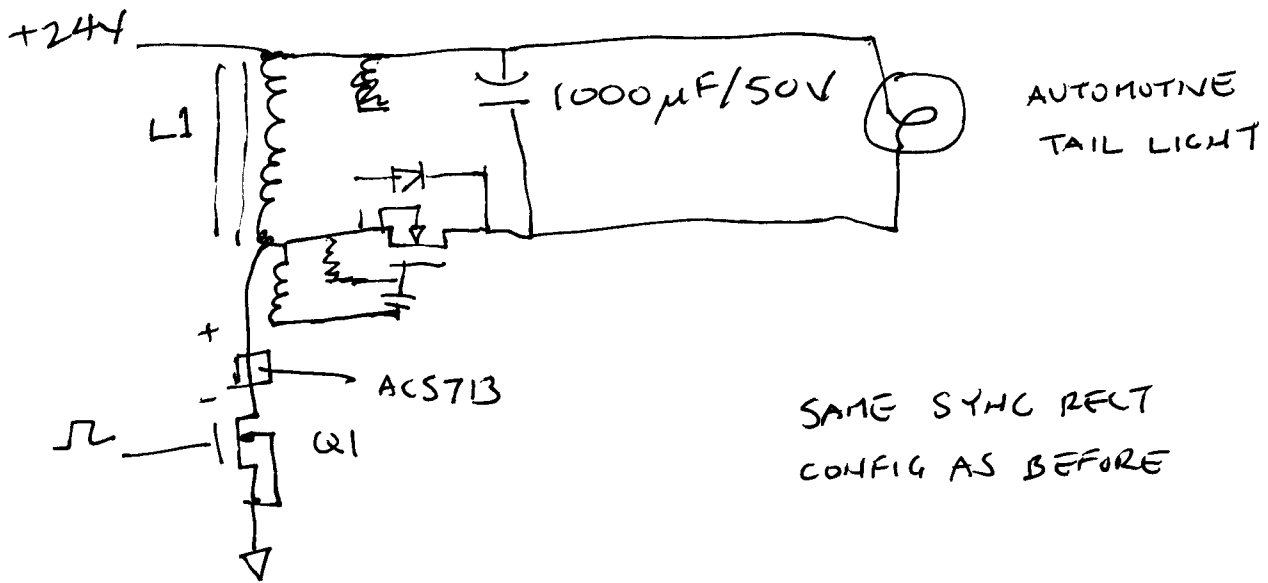 +24V
L1
1000µF/50V
AUTOMOTIVE
TAIL LIGHT
+
ACS713
-
Q1
SAME SYNC RECT
CONFIG AS BEFORE